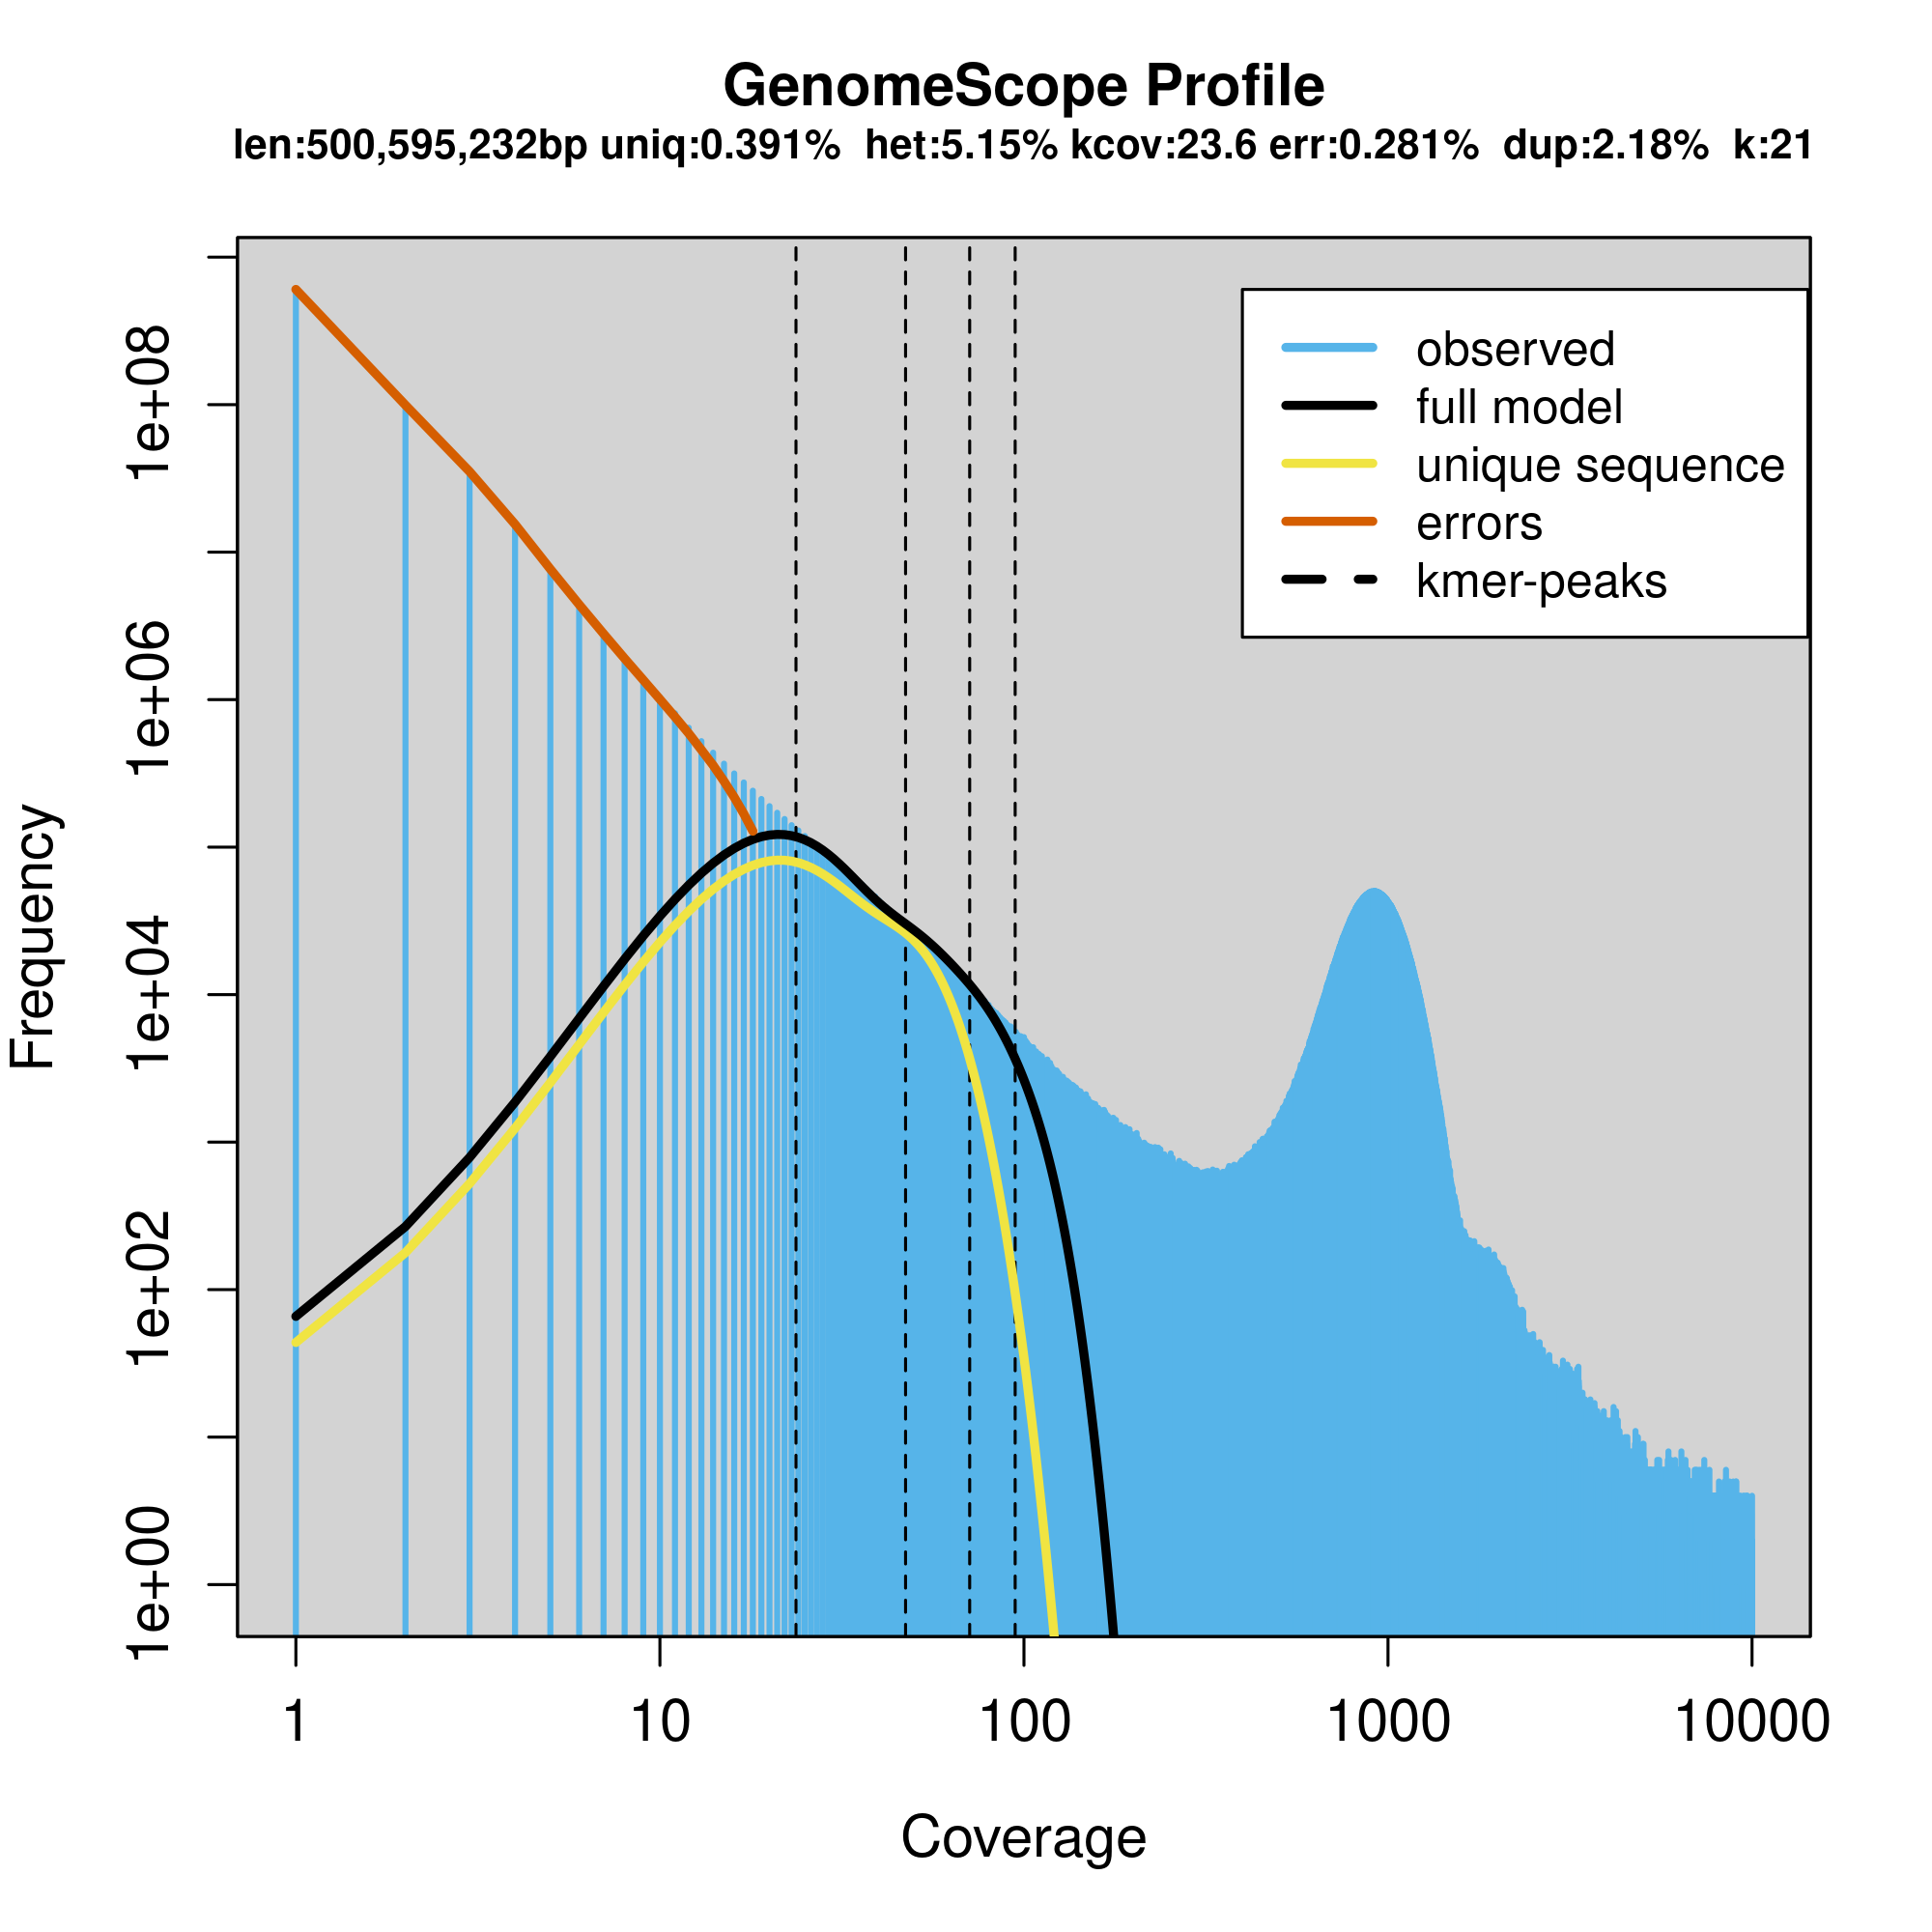 GenomeScope Profile
len:500,595,232bp uniq:0.391% het:5.15% kcov:23.6 err:0.281% dup:2.18% k:21
observed
full model
unique sequence
errors
kmer-peaks
Frequency
1e+08
1e+06
1e+04
1e+02
1e+00
1 10 100 1000 10000
Coverage